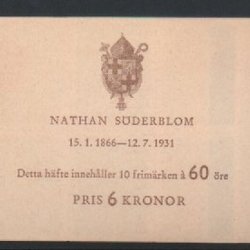 NATHAN SÖDERBLOM
15. 1. 1866—12. 7. 1931
Detta häfte innehåller 10 frimärken à 60 öre
PRIS 6 KRONOR